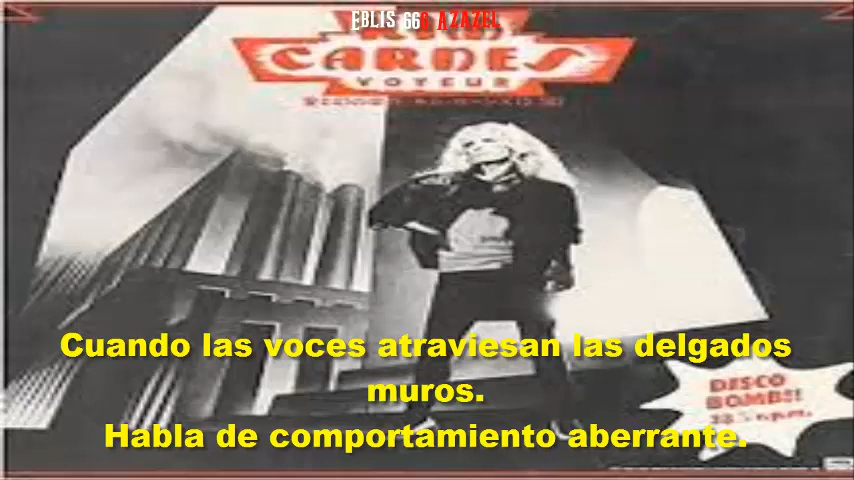 Eblis 666 Azazel
CARNES
VOYEUR
Cuando las voces atraviesan las delgados
muros.
DISCO
BOMB!!
Habla de comportamiento aberrante.